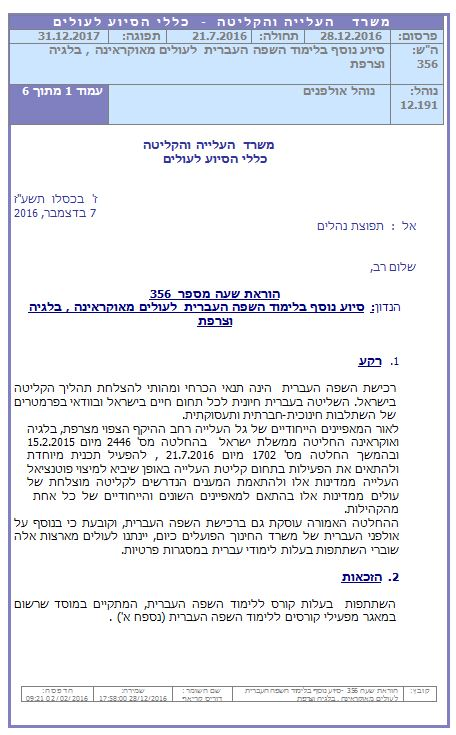 משרד העלייה והקליטה - כללי הסיוע לעולים
פרסום: 28.12.2016 תחולה: 21.7.2016 תפוגה: 31.12.2017
ה"ש: 356
סיוע נוסף בלימוד השפה העברית לעולים מאוקראינה, בלגיה
וצרפת
נוהל: 12.191
נוהל אולפנים
עמוד 1 מתוך 6
משרד העלייה והקליטה
כללי הסיוע לעולים
ז' בכסלו תשע"ז
7 בדצמבר, 2016
אל : תפוצת נהלים
שלום רב,
הוראת שעה מספר 356
הנדון: סיוע נוסף בלימוד השפה העברית לעולים מאוקראינה, בלגיה
וצרפת
1. רקע
רכישת השפה העברית הינה תנאי הכרחי ומהותי להצלחת תהליך הקליטה
בישראל. השליטה בעברית חיונית לכל תחום חיים בישראל ובוודאי בפרמטרים
של השתלבות חינוכית-חברתית ותעסוקתית.
לאור המאפיינים הייחודיים של גל העלייה רחב ההיקף הצפוי מצרפת, בלגיה
ואוקראינה החליטה ממשלת ישראל בהחלטה מס' 2446 מיום 15.2.2015
ובהמשך החלטה מס' 1702 מיום 21.7.2016 , להפעיל תכנית מיוחדת
ולהתאים את הפעילות בתחום קליטת העלייה באופן שיביא למיצוי פוטנציאל
העלייה ממדינות אלו ולהתאמת המענים הנדרשים לקליטה מוצלחת של
עולים ממדינות אלו בהתאם למאפיינים השונים והייחודיים של כל אחת
מהקהילות.
ההחלטה האמורה עוסקת גם ברכישת השפה העברית, וקובעת כי בנוסף על
אולפני העברית של משרד החינוך הפועלים כיום, יינתנו לעולים מארצות אלה
שוברי השתתפות בעלות לימודי עברית במסגרות פרטיות.
2. הזכאות
השתתפות בעלות קורס ללימוד השפה העברית, המתקיים במוסד שרשום
במאגר מפעילי קורסים ללימוד השפה העברית (נספח א') .
קובץ: הוראת שעה 356 -סיוע נוסף בלימוד השפה העברית
לעולים מאוקראינה, בלגיה וצרפת
שם השומר:
שמירה: 28/12/2016 17:58:00
הדפסה: 02/02/2016 09:21